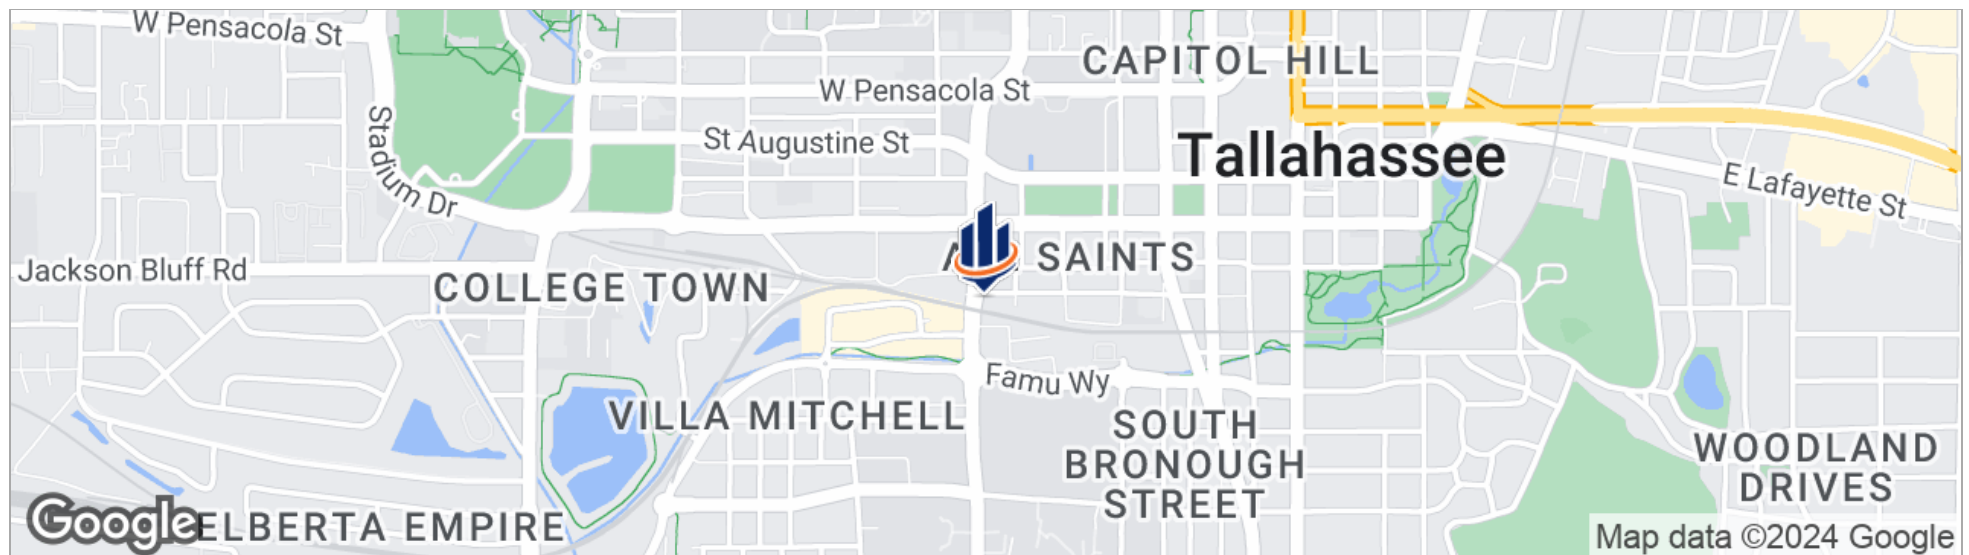 W Pensacola St
CAPITOL HILL
W Pensacola St
St Augustine St
Stadium Dr
Tallahassee
E Lafayette St
SAINTS
Jackson Bluff Rd
COLLEGE TOWN
Famu Wy
VILLA MITCHELL
SOUTH
BRONOUGH
STREET
WOODLAND
DRIVES
Google
ELBERTA EMPIRE
Map data ©2024 Google